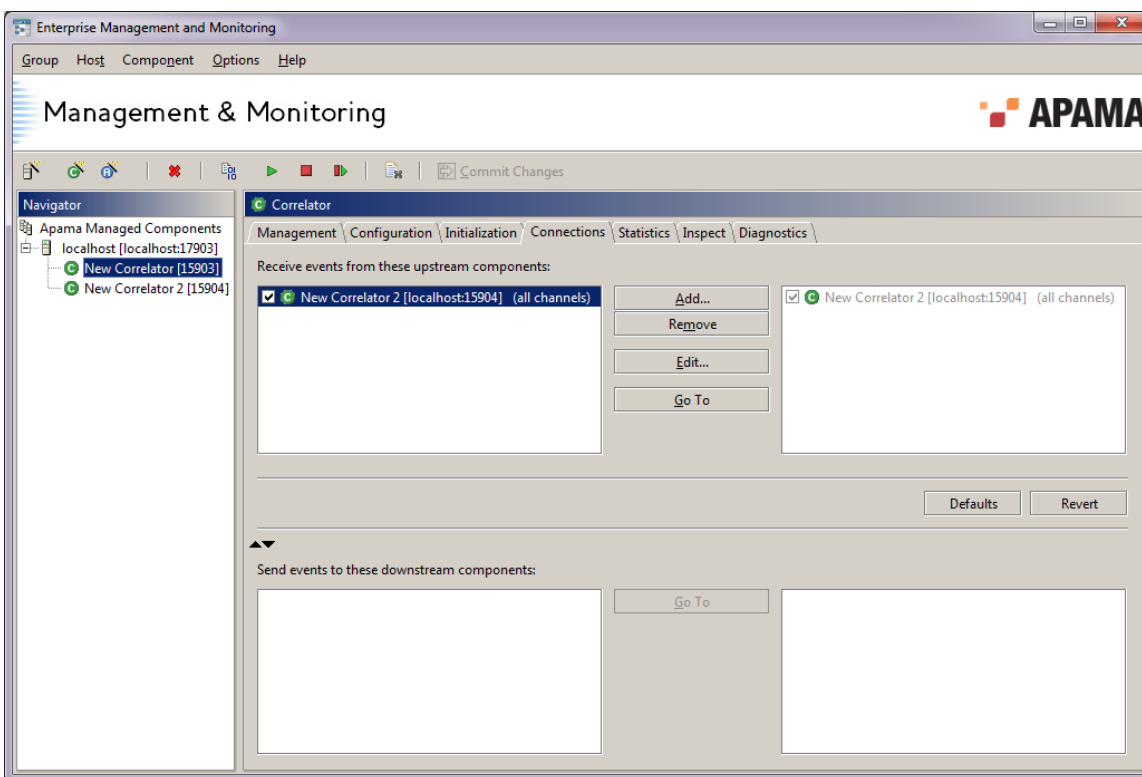 Enterprise Management and Monitoring
Group Host Component Options Help
Management & Monitoring
APAMA
Commit Changes
Navigator
Apama Managed Components
localhost [localhost:17903]
New Correlator [15903]
New Correlator 2 [15904]
Correlator
Management Configuration Initialization Connections Statistics Inspect Diagnostics
Receive events from these upstream components:
New Correlator 2 [localhost:15904] (all channels)
Add...
Remove
Edit...
Go To
New Correlator 2 [localhost:15904] (all channels)
Defaults Revert
Send events to these downstream components:
Go To